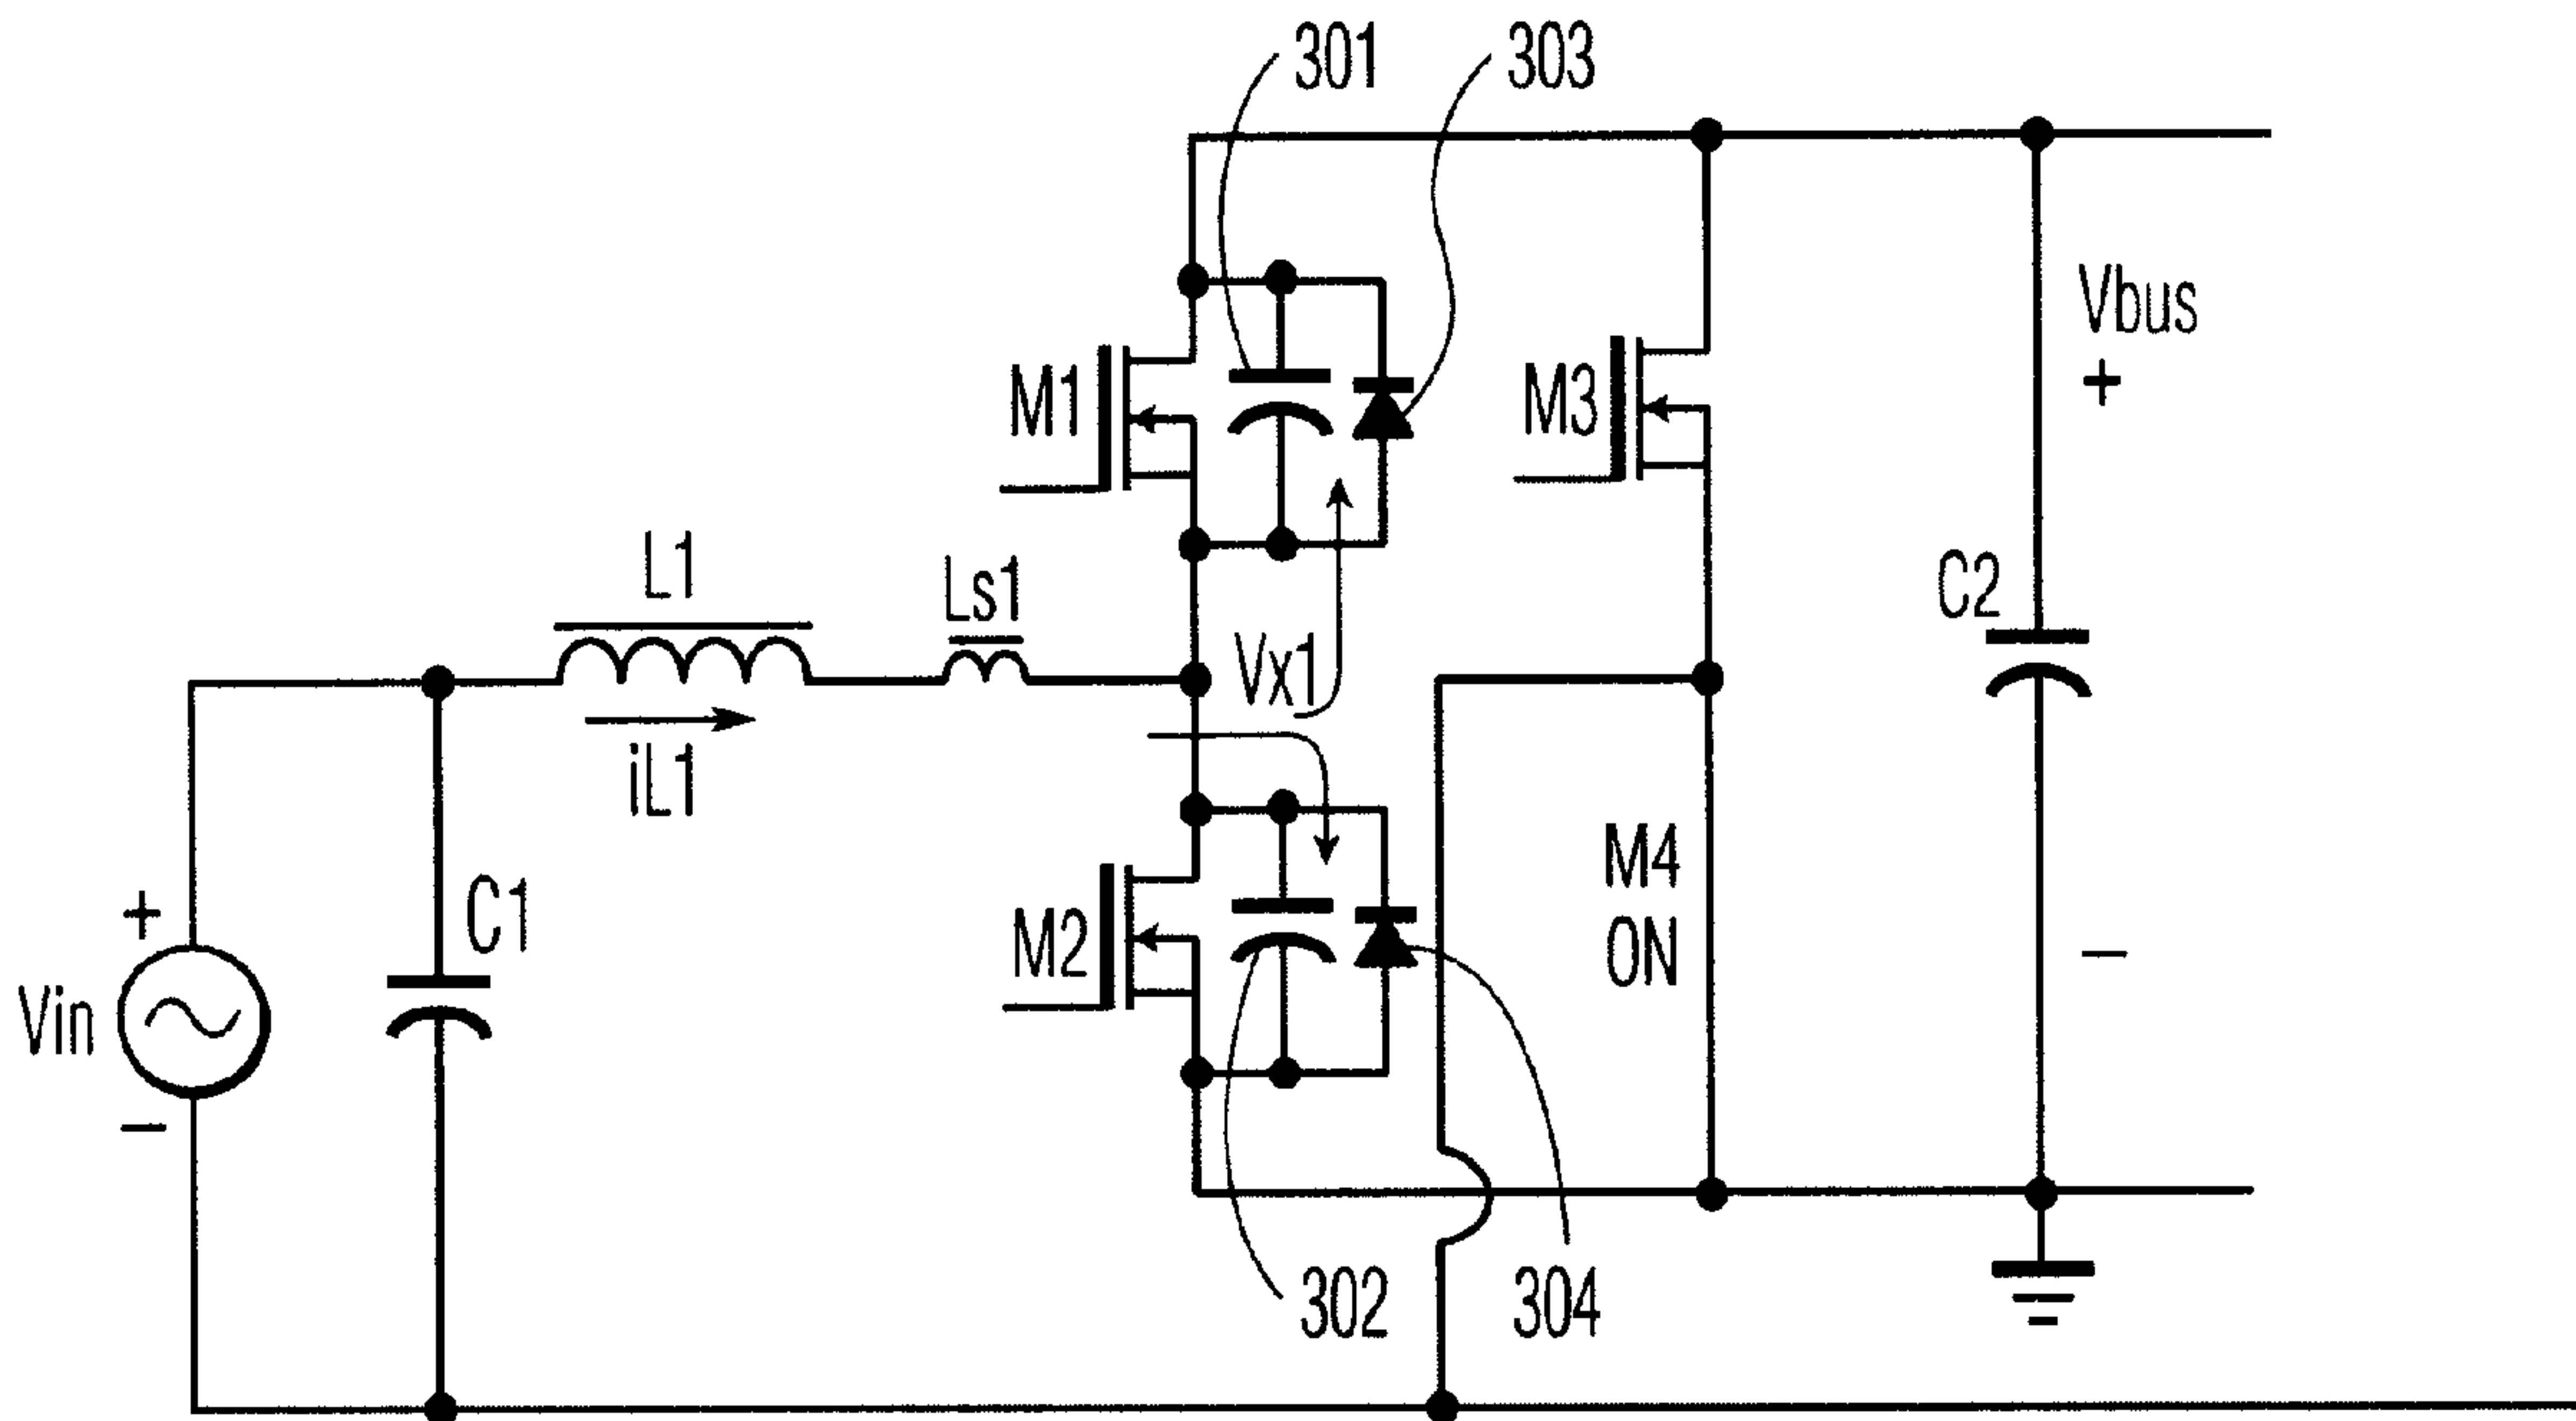 301
303
Vbus
+
M1
M3
L1
Ls1
C2
Vx1
iL1
M4
ON
+
C1
M2
−
Vin
−
302
304